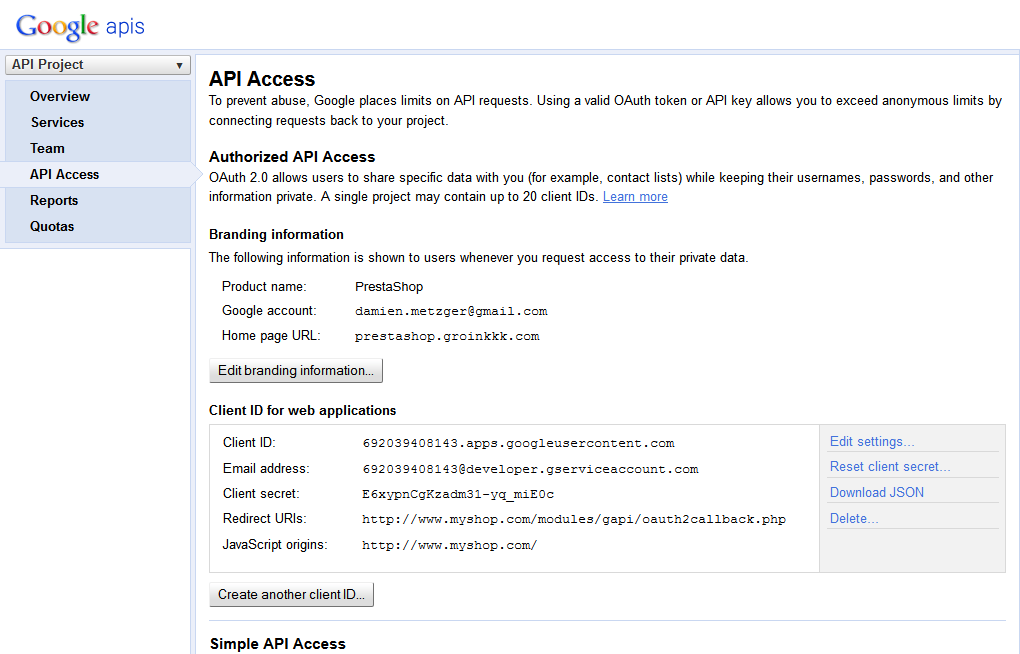 Google apis
API Project
Overview
Services
Team
API Access
Reports
Quotas
API Access
To prevent abuse, Google places limits on API requests. Using a valid OAuth token or API key allows you to exceed anonymous limits by
connecting requests back to your project.
Authorized API Access
OAuth 2.0 allows users to share specific data with you (for example, contact lists) while keeping their usernames, passwords, and other
information private. A single project may contain up to 20 client IDs. Learn more
Branding information
The following information is shown to users whenever you request access to their private data.
Product name: PrestaShop
Google account: damien.metzger@gmail.com
Home page URL: prestashop.groinkkk.com
Edit branding information...
Client ID for web applications
Client ID: 692039408143.apps.googleusercontent.com
Email address: 692039408143@developer.gserviceaccount.com
Client secret: E6xypnCgKzadm31-yq_miE0c
Redirect URIs: http://www.myshop.com/modules/gapi/oauth2callback.php
JavaScript origins: http://www.myshop.com/
Edit settings...
Reset client secret...
Download JSON
Delete...
Create another client ID...
Simple API Access